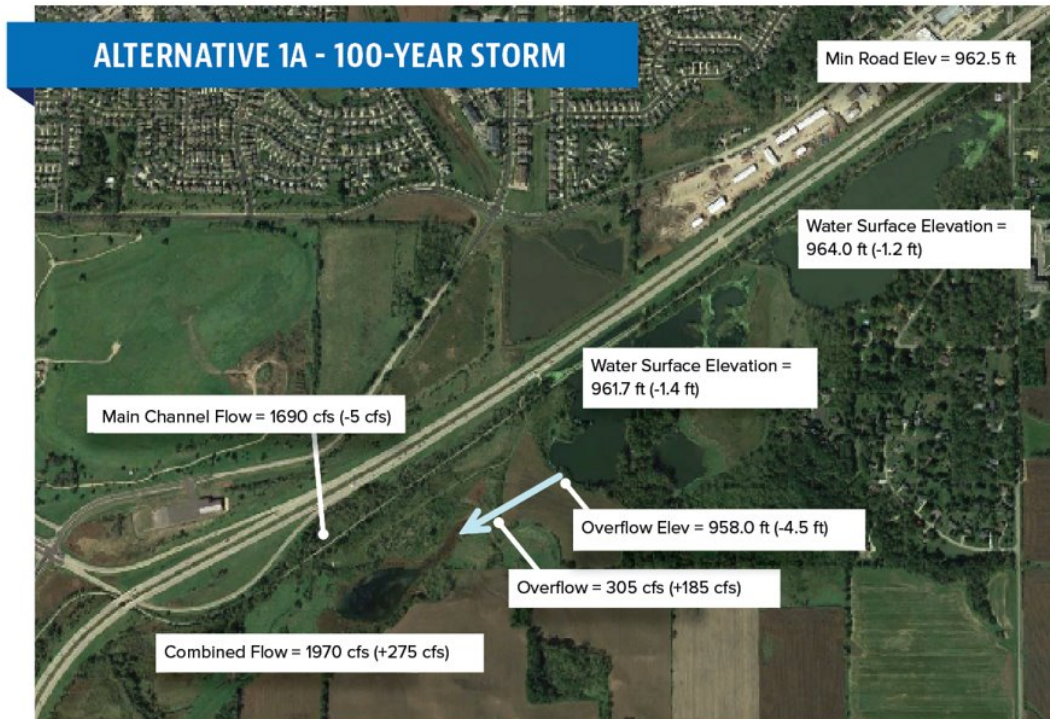 ALTERNATIVE 1A - 100-YEAR STORM
Min Road Elev = 962.5 ft
Water Surface Elevation =
964.0 ft (-1.2 ft)
Water Surface Elevation =
961.7 ft (-1.4 ft)
Main Channel Flow = 1690 cfs (-5 cfs)
Overflow Elev = 958.0 ft (-4.5 ft)
Overflow = 305 cfs (+185 cfs)
Combined Flow = 1970 cfs (+275 cfs)